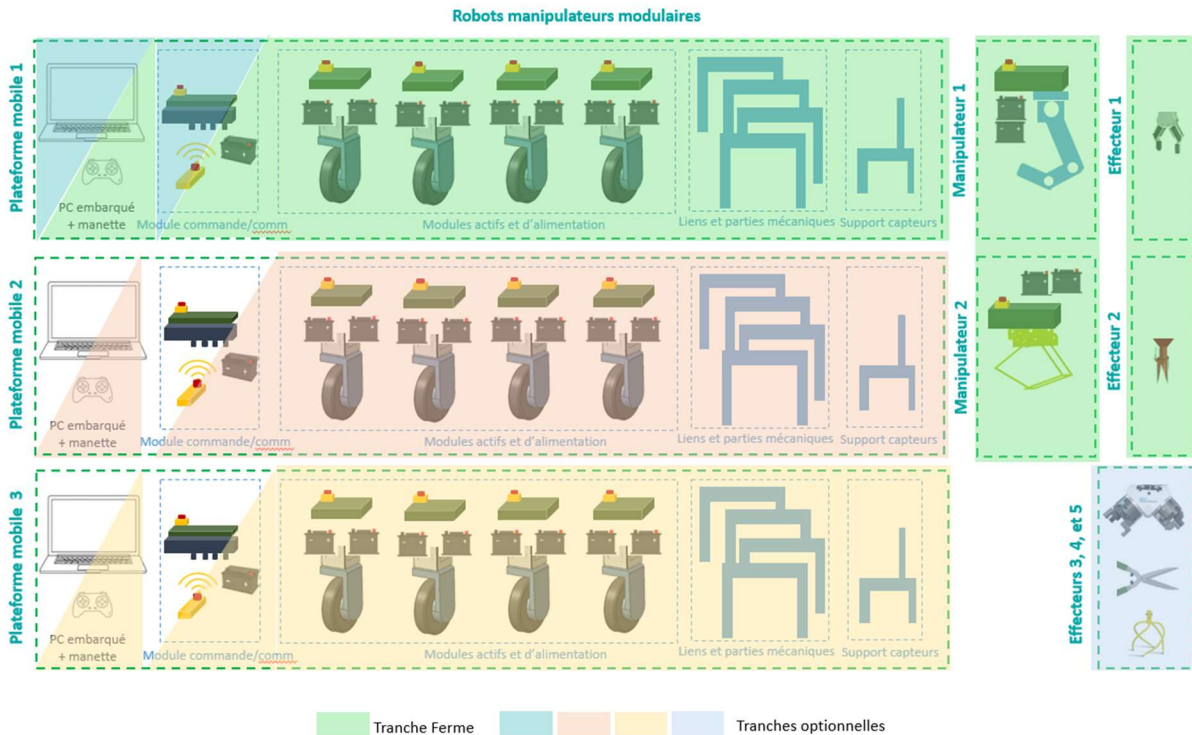 Robots manipulateurs modulaires
Plateforme mobile 1
PC embarqué
+ manette
Module commande/comm
Modules actifs et d'alimentation
Liens et parties mécaniques
Support capteurs
Manipulateur 1
Effecteur 1
Plateforme mobile 2
PC embarqué
+ manette
Module commande/comm
Modules actifs et d'alimentation
Liens et parties mécaniques
Support capteurs
Manipulateur 2
Effecteur 2
Plateforme mobile 3
PC embarqué
+ manette
Module commande/comm
Modules actifs et d'alimentation
Liens et parties mécaniques
Support capteurs
Effecteurs 3, 4, et 5
Tranche Ferme
Tranches optionnelles